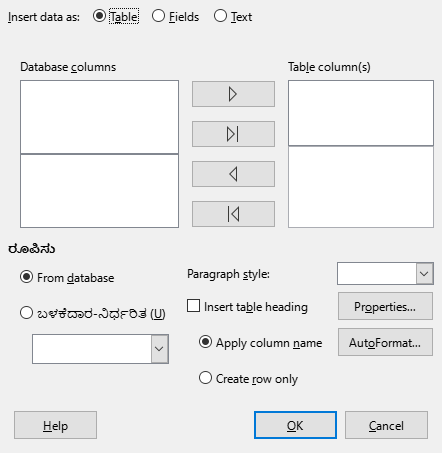 Insert data as: Table Fields Text
Database columns Table column(s)
ರೂಪಿಸು
From database Paragraph style:
ಬಳಕೆದಾರ-ನಿರ್ಧರಿತ (U) Insert table heading Properties...
Apply column name AutoFormat...
Create row only
Help OK Cancel